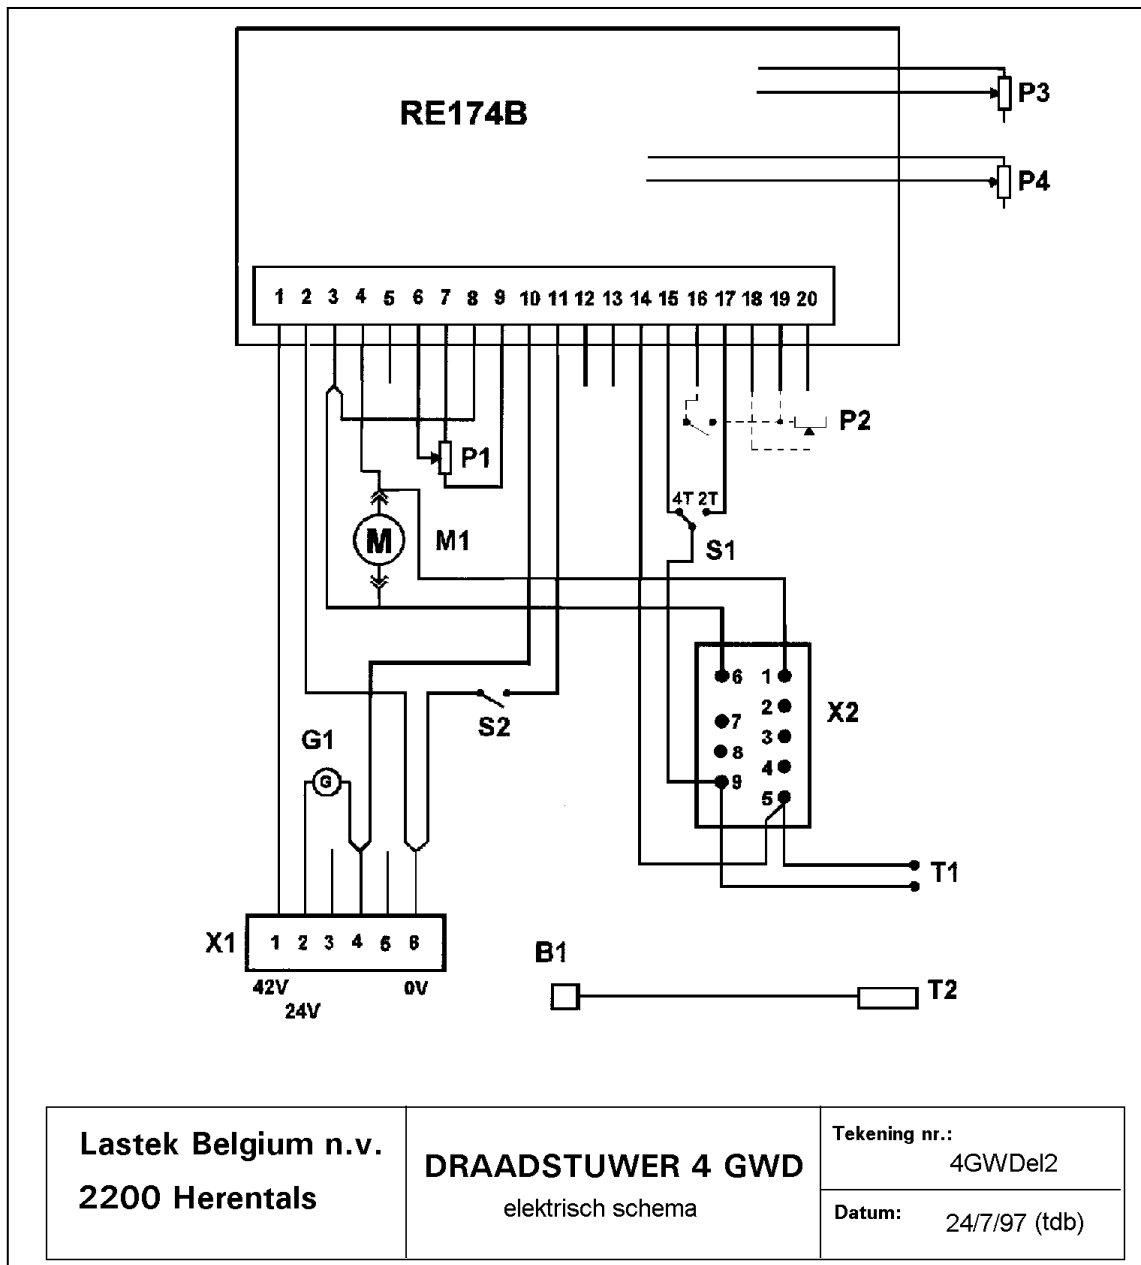 RE174B
P3
P4
1 2 3 4 5 6 7 8 9 10 11 12 13 14 15 16 17 18 19 20
P2
P1
4T 2T
M
M1
S1
6 1
2
7
3
8
4
9
5
X2
S2
G1
G
T1
X1
1 2 3 4 5 6
42V
0V
24V
B1
T2
Lastek Belgium n.v.
2200 Herentals
DRAADSTUWER 4 GWD
elektrisch schema
Tekening nr.:
4GWDel2
Datum:
24/7/97 (tdb)